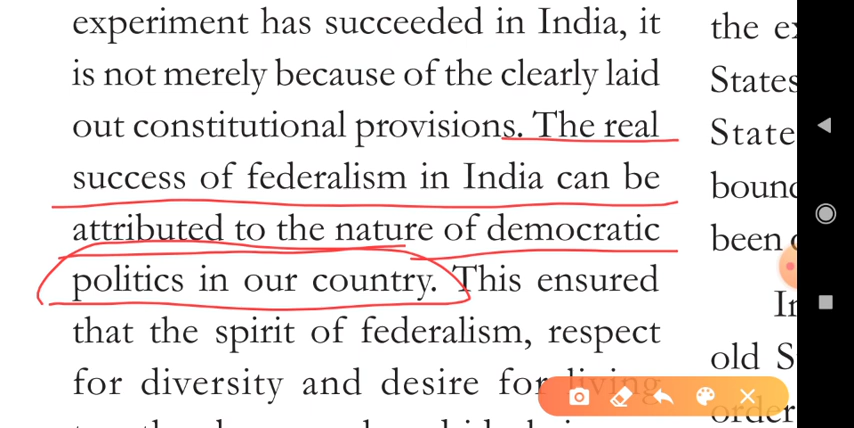 experiment has succeeded in India, it
is not merely because of the clearly laid
out constitutional provisions. The real
success of federalism in India can be
attributed to the nature of democratic
politics in our country. This ensured
that the spirit of federalism, respect
for diversity and desire for living
the
States
State
been
In
old S
order